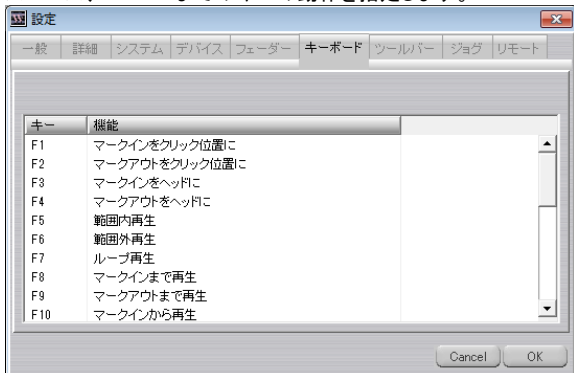 設定
一般 詳細 システム デバイス フェーダー キーボード ツールバー ジョグ リモート
キー 機能
F1 マークインをクリック位置に
F2 マークアウトをクリック位置に
F3 マークインをヘッドに
F4 マークアウトをヘッドに
F5 範囲内再生
F6 範囲外再生
F7 ループ再生
F8 マークインまで再生
F9 マークアウトまで再生
F10 マークインから再生
Cancel OK